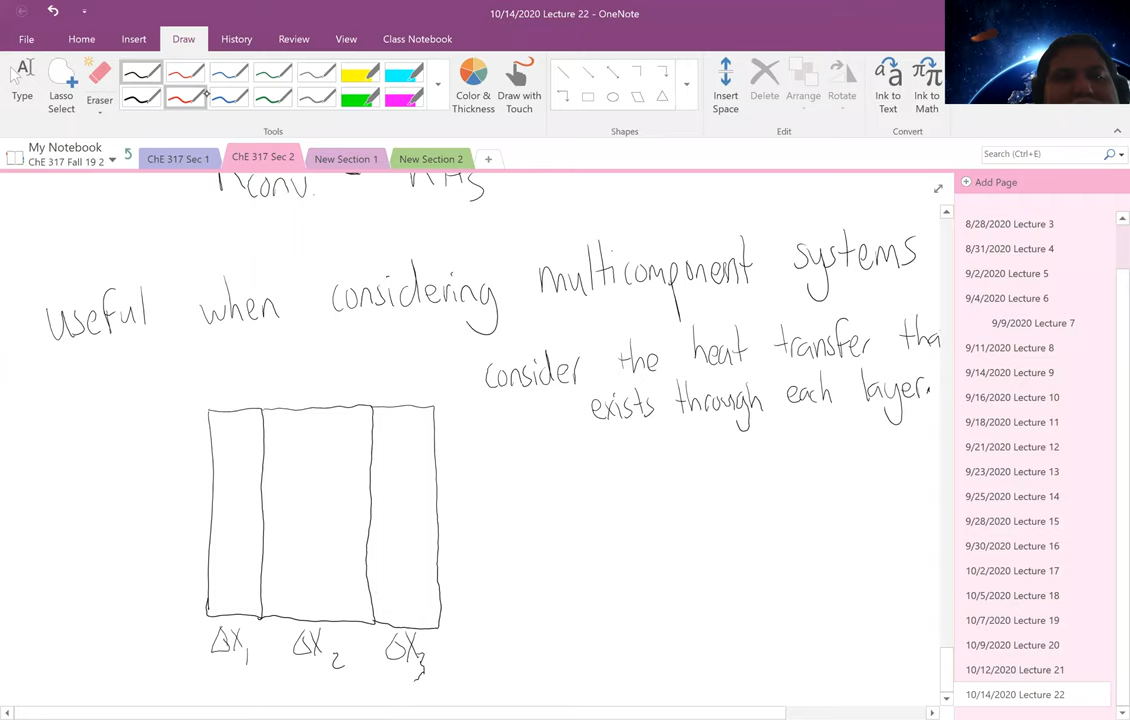 10/14/2020 Lecture 22 - OneNote
File Home Insert Draw History Review View Class Notebook
Type
Lasso Select
Eraser
Color & Thickness
Draw with Touch
Insert Space
Delete
Arrange
Rotate
Ink to Text
Ink to Math
Tools Shapes Edit Convert
My Notebook
ChE 317 Fall 19 2
ChE 317 Sec 1 ChE 317 Sec 2 New Section 1 New Section 2 +
Search (Ctrl+E)
Add Page
Rconv.
useful when considering multicomponent systems
consider the heat transfer tha
exists through each layer.
ΔX1 ΔX2 ΔX3
8/28/2020 Lecture 3
8/31/2020 Lecture 4
9/2/2020 Lecture 5
9/4/2020 Lecture 6
9/9/2020 Lecture 7
9/11/2020 Lecture 8
9/14/2020 Lecture 9
9/16/2020 Lecture 10
9/18/2020 Lecture 11
9/21/2020 Lecture 12
9/23/2020 Lecture 13
9/25/2020 Lecture 14
9/28/2020 Lecture 15
9/30/2020 Lecture 16
10/2/2020 Lecture 17
10/5/2020 Lecture 18
10/7/2020 Lecture 19
10/9/2020 Lecture 20
10/12/2020 Lecture 21
10/14/2020 Lecture 22